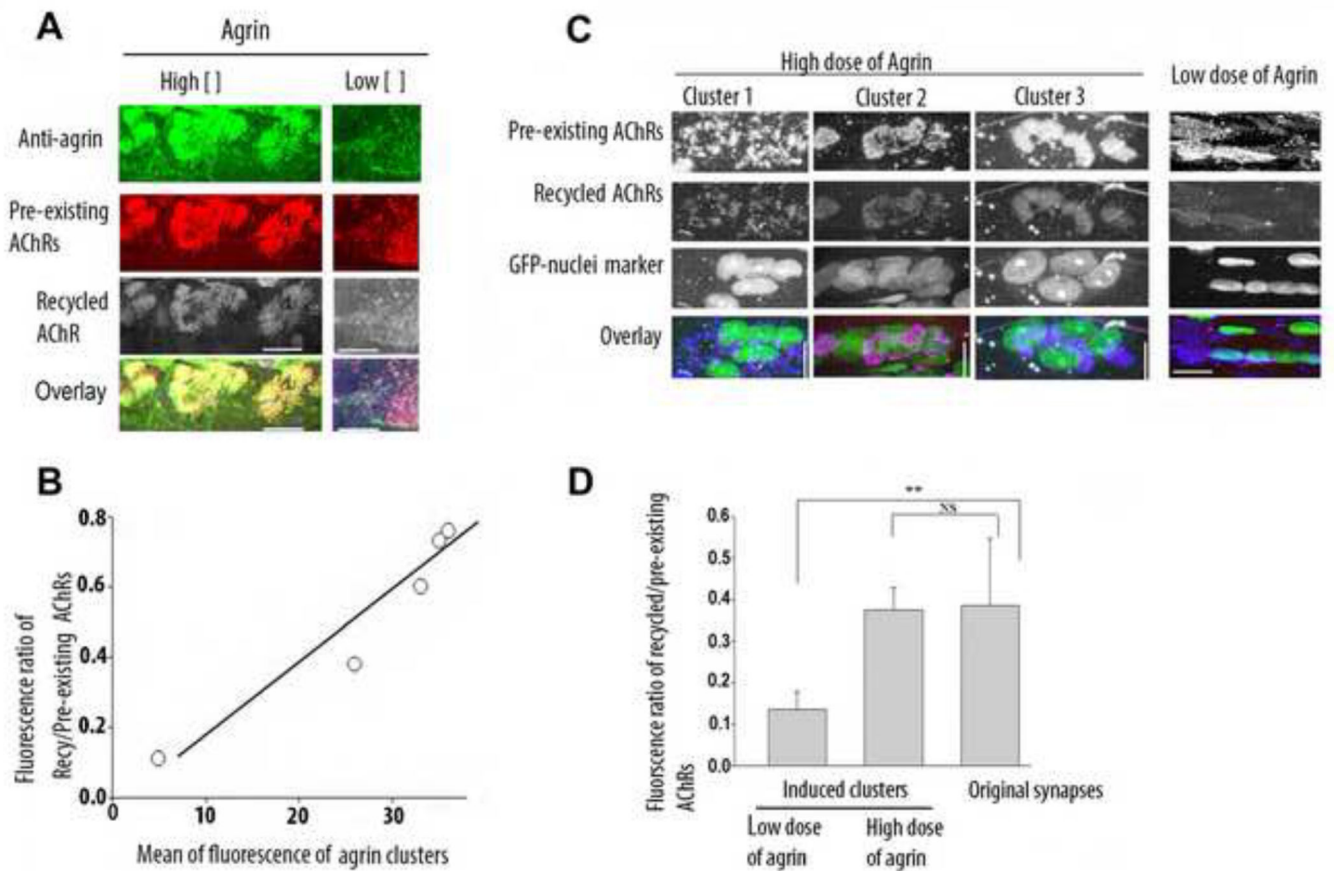 A
Agrin
High [ ]
Low [ ]
Anti-agrin
Pre-existing
AChRs
Recycled
AChR
Overlay
B
Fluorescence ratio of
Recy/Pre-existing AChRs
0.8
0.6
0.4
0.2
0.0
0
10
20
30
Mean of fluorescence of agrin clusters
C
High dose of Agrin
Low dose of Agrin
Cluster 1
Cluster 2
Cluster 3
Pre-existing AChRs
Recycled AChRs
GFP-nuclei marker
Overlay
D
Fluorscence ratio of recycled/pre-existing
AChRs
**
NS
0.6
0.5
0.4
0.3
0.2
0.1
0.0
Induced clusters
Original synapses
Low dose
of agrin
High dose
of agrin